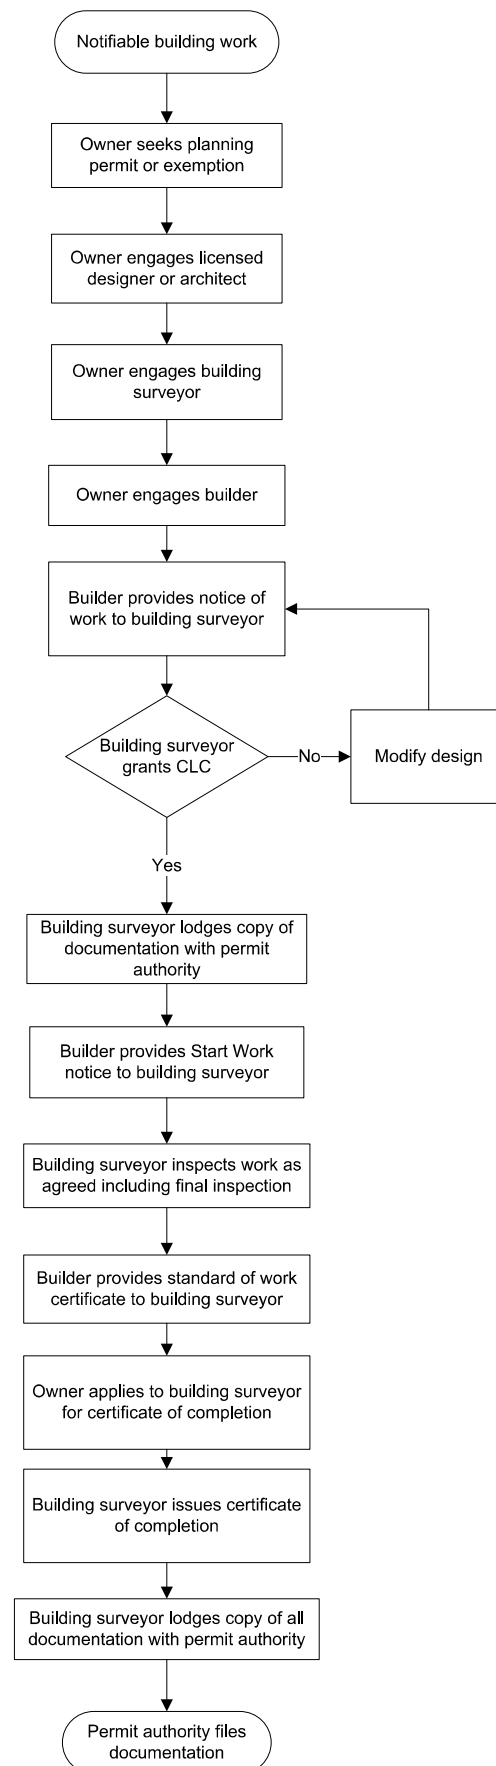 Notifiable building work
Owner seeks planning
permit or exemption
Owner engages licensed
designer or architect
Owner engages building
surveyor
Owner engages builder
Builder provides notice of
work to building surveyor
Building surveyor
grants CLC
No
Modify design
Yes
Building surveyor lodges copy of
documentation with permit
authority
Builder provides Start Work
notice to building surveyor
Building surveyor inspects work as
agreed including final inspection
Builder provides standard of work
certificate to building surveyor
Owner applies to building surveyor
for certificate of completion
Building surveyor issues certificate
of completion
Building surveyor lodges copy of all
documentation with permit authority
Permit authority files
documentation